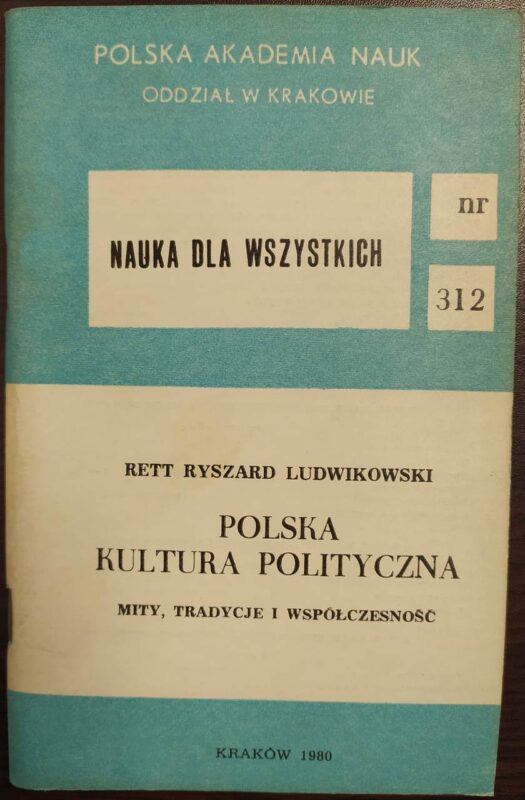 POLSKA AKADEMIA NAUK
ODDZIAŁ W KRAKOWIE
NAUKA DLA WSZYSTKICH
nr
312
RETT RYSZARD LUDWIKOWSKI
POLSKA
KULTURA POLITYCZNA
MITY, TRADYCJE I WSPÓŁCZESNOŚĆ
KRAKÓW 1980